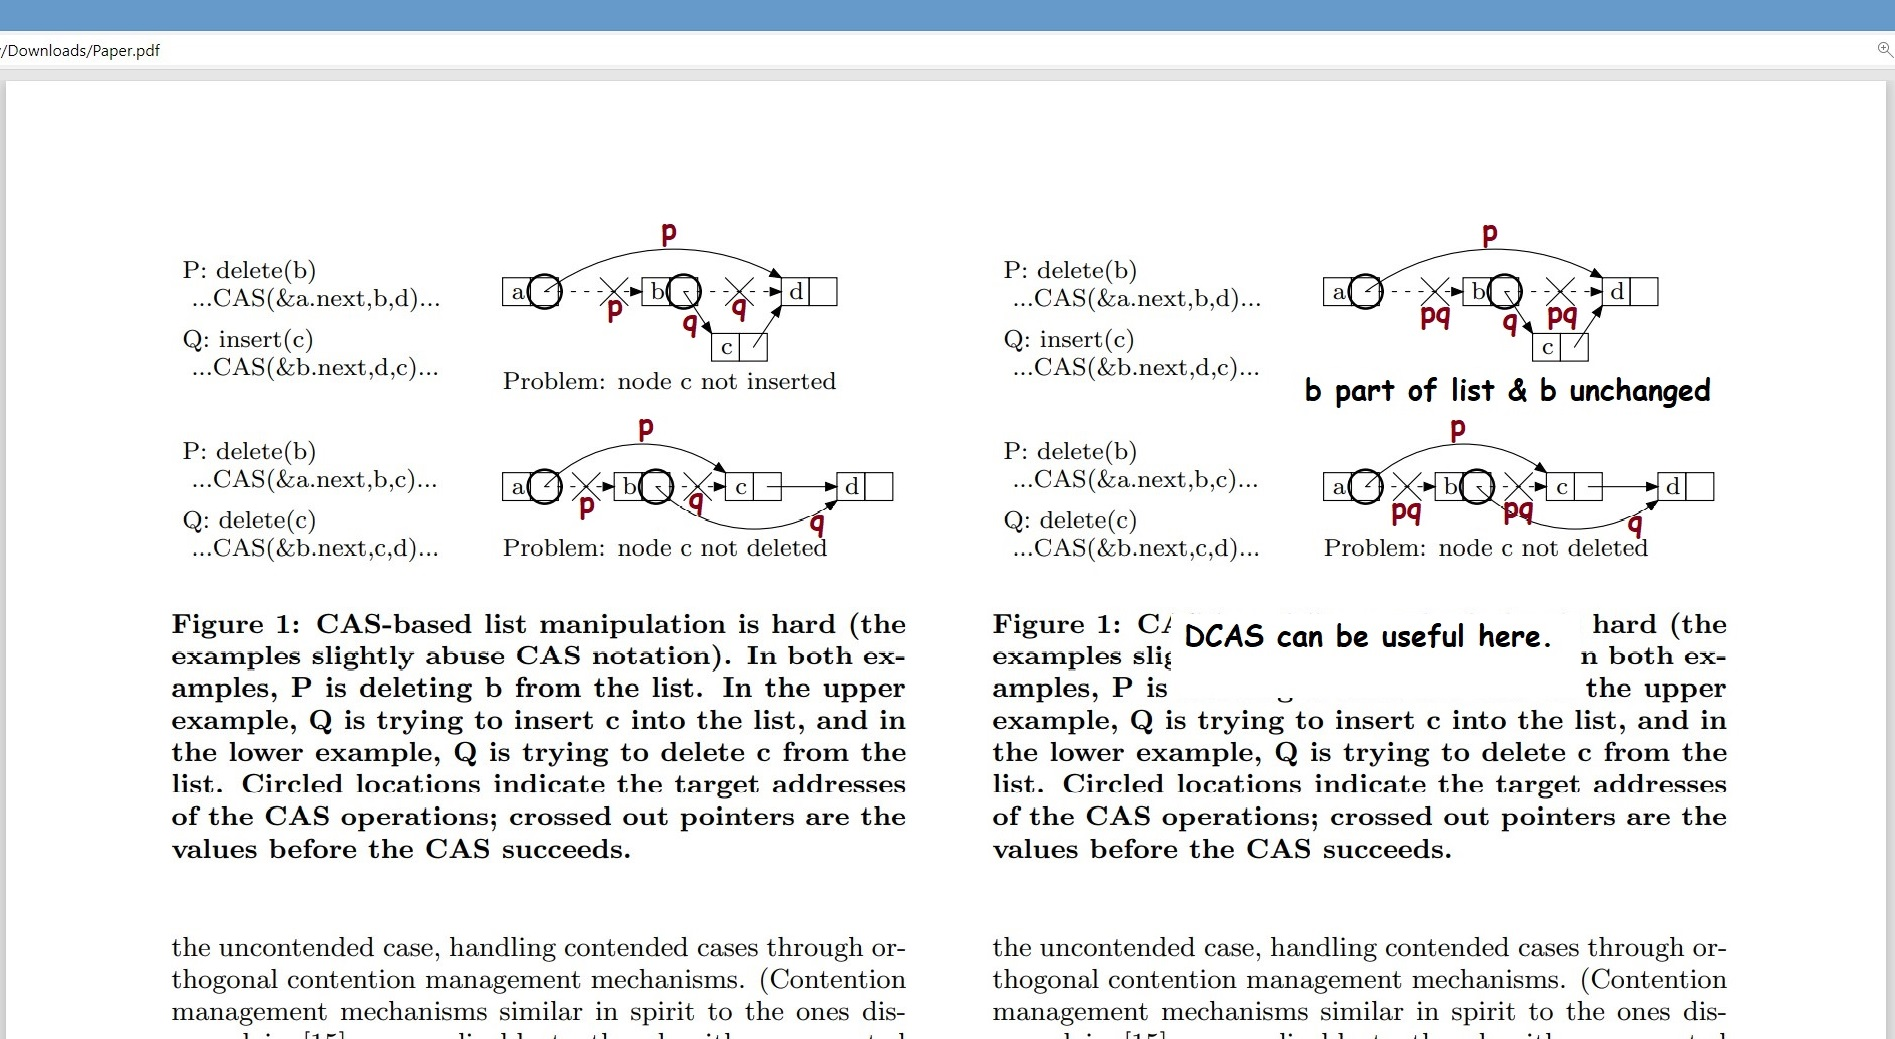 /Downloads/Paper.pdf
P: delete(b)
...CAS(&a.next,b,d)...
Q: insert(c)
...CAS(&b.next,d,c)...
p
a b d
p q q
c
Problem: node c not inserted
P: delete(b)
...CAS(&a.next,b,c)...
Q: delete(c)
...CAS(&b.next,c,d)...
p
a b c d
p q q
Problem: node c not deleted
Figure 1: CAS-based list manipulation is hard (the
examples slightly abuse CAS notation). In both ex-
amples, P is deleting b from the list. In the upper
example, Q is trying to insert c into the list, and in
the lower example, Q is trying to delete c from the
list. Circled locations indicate the target addresses
of the CAS operations; crossed out pointers are the
values before the CAS succeeds.
the uncontended case, handling contended cases through or-
thogonal contention management mechanisms. (Contention
management mechanisms similar in spirit to the ones dis-
P: delete(b)
...CAS(&a.next,b,d)...
Q: insert(c)
...CAS(&b.next,d,c)...
p
a b d
pq q pq
c
b part of list & b unchanged
P: delete(b)
...CAS(&a.next,b,c)...
Q: delete(c)
...CAS(&b.next,c,d)...
p
a b c d
pq pq q
Problem: node c not deleted
DCAS can be useful here.
Figure 1: hard (the
examples both ex-
amples, P is the upper
example, Q is trying to insert c into the list, and in
the lower example, Q is trying to delete c from the
list. Circled locations indicate the target addresses
of the CAS operations; crossed out pointers are the
values before the CAS succeeds.
the uncontended case, handling contended cases through or-
thogonal contention management mechanisms. (Contention
management mechanisms similar in spirit to the ones dis-